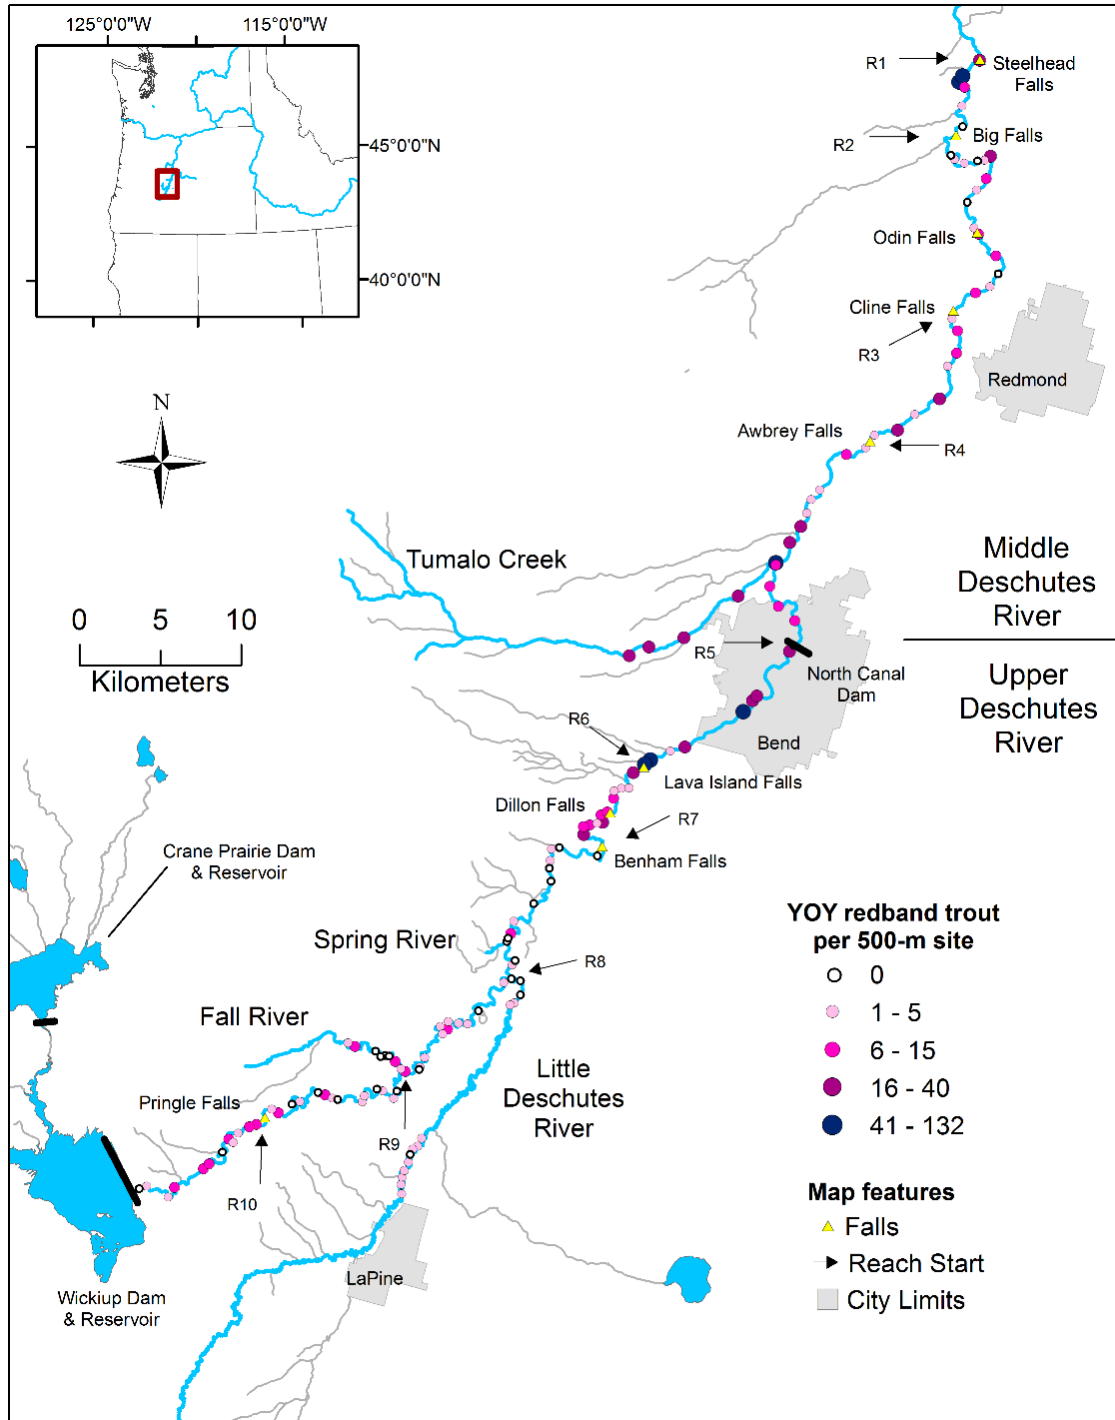 125°0'0"W
115°0'0"W
45°0'0"N
40°0'0"N
N
0 5 10
Kilometers
R1
Steelhead
Falls
R2
Big Falls
Odin Falls
Cline Falls
R3
Redmond
Awbrey Falls
R4
Tumalo Creek
Middle
Deschutes
River
R5
North Canal
Dam
Upper
Deschutes
River
R6
Bend
Lava Island Falls
Dillon Falls
R7
Benham Falls
Crane Prairie Dam
& Reservoir
Spring River
R8
Fall River
Little
Deschutes
River
Pringle Falls
R9
R10
LaPine
Wickiup Dam
& Reservoir
YOY redband trout
per 500-m site
0
1 - 5
6 - 15
16 - 40
41 - 132
Map features
Falls
Reach Start
City Limits